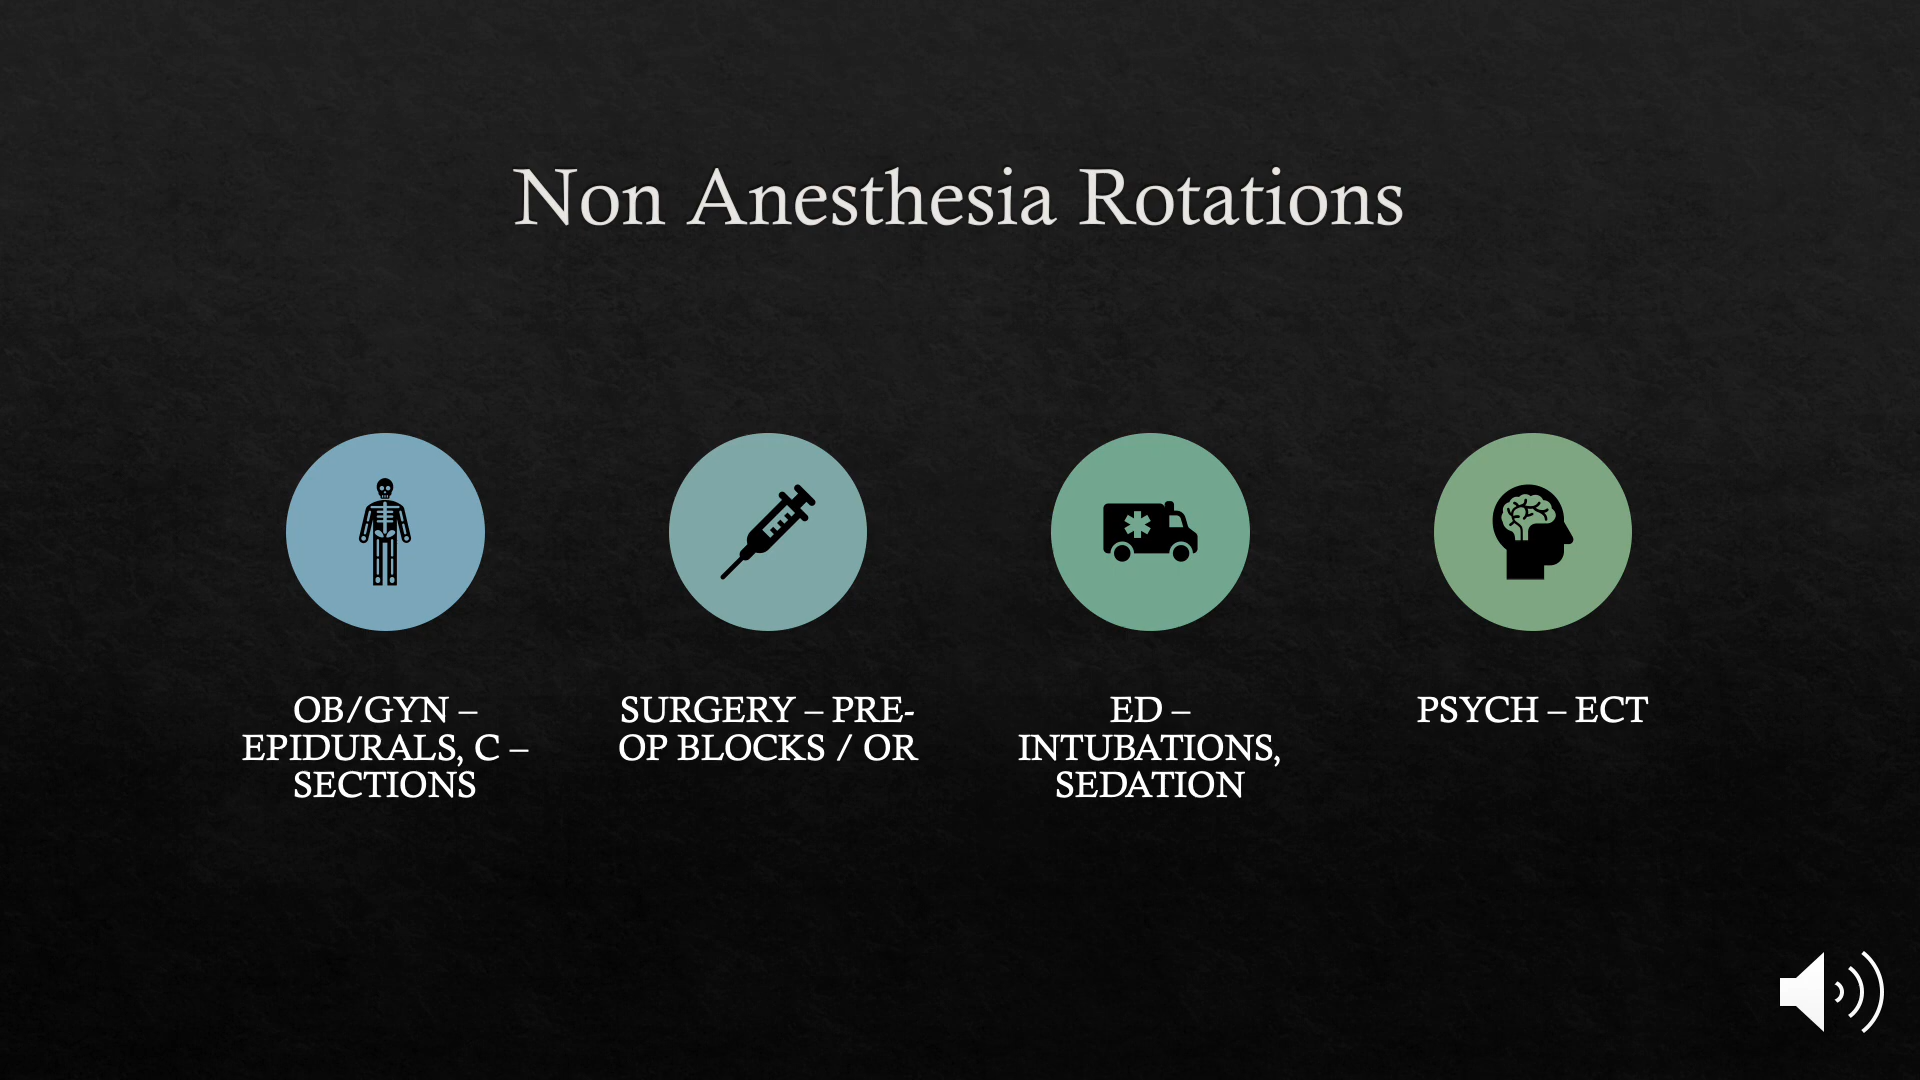 Non Anesthesia Rotations
OB/GYN –
EPIDURALS, C –
SECTIONS
SURGERY – PRE-
OP BLOCKS / OR
ED –
INTUBATIONS,
SEDATION
PSYCH – ECT